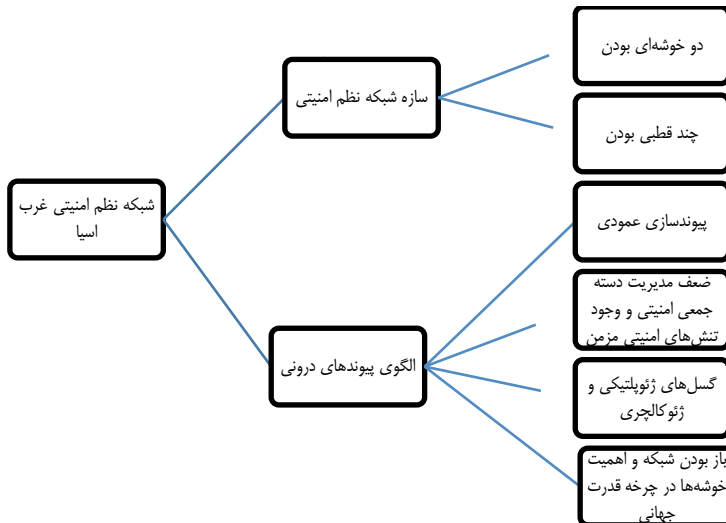 شبکه نظم امنیتی غرب
اسیا
سازه شبکه نظم امنیتی
دو خوشه‌ای بودن
چند قطبی بودن
الگوی پیوندهای درونی
پیوندسازی عمودی
ضعف مدیریت دسته
جمعی امنیتی و وجود
تنش‌های امنیتی مزمن
گسل‌های ژئوپلتیکی و
ژئوکالچری
باز بودن شبکه و اهمیت
خوشه‌ها در چرخه قدرت
جهانی